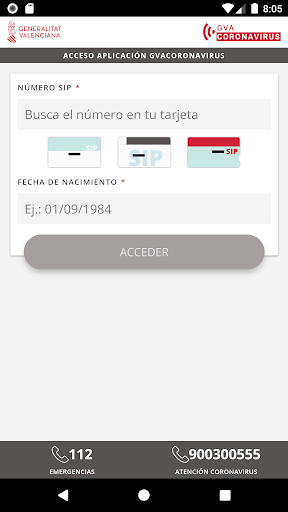 8:05
GENERALITAT
VALENCIANA
GVA
CORONAVIRUS
ACCESO APLICACIÓN GVACORONAVIRUS
NÚMERO SIP *
Busca el número en tu tarjeta
SIP SIP SIP
FECHA DE NACIMIENTO *
Ej.: 01/09/1984
ACCEDER
112 900300555
EMERGENCIAS ATENCIÓN CORONAVIRUS